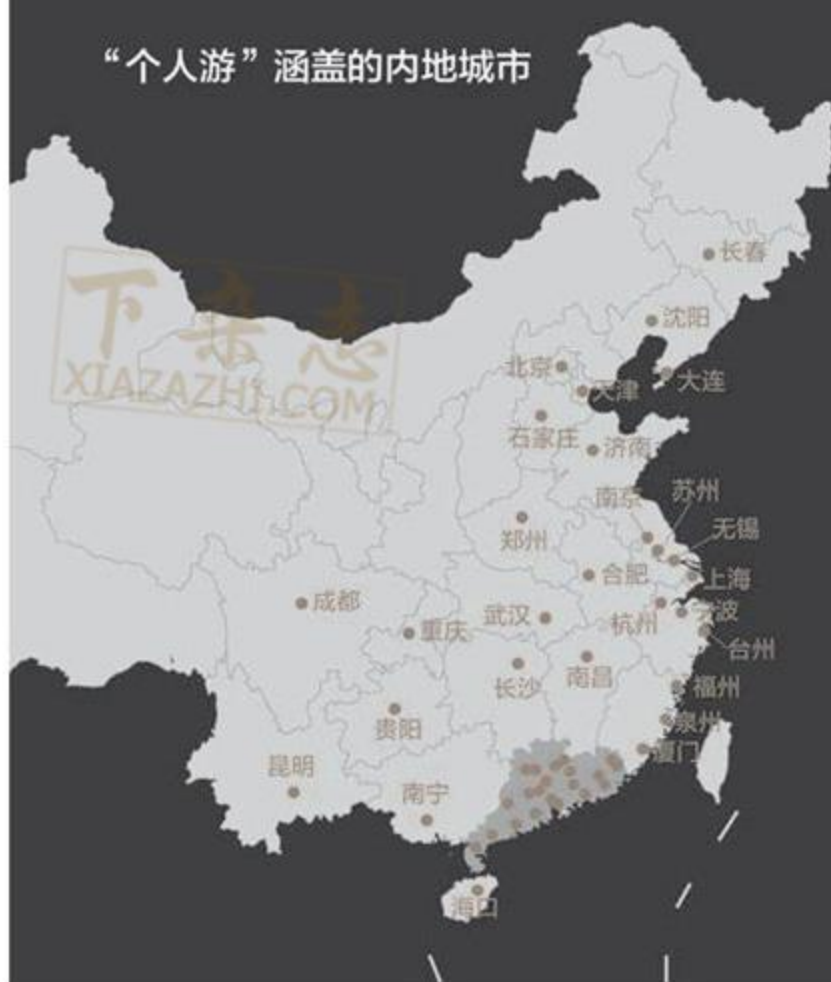 “个人游”涵盖的内地城市
长春
沈阳
下杂志
XIAZAZHI.COM
北京
天津
大连
石家庄
济南
南京
苏州
郑州
无锡
合肥
上海
成都
武汉
杭州
宁波
重庆
台州
长沙
南昌
福州
贵阳
泉州
厦门
昆明
南宁
海口